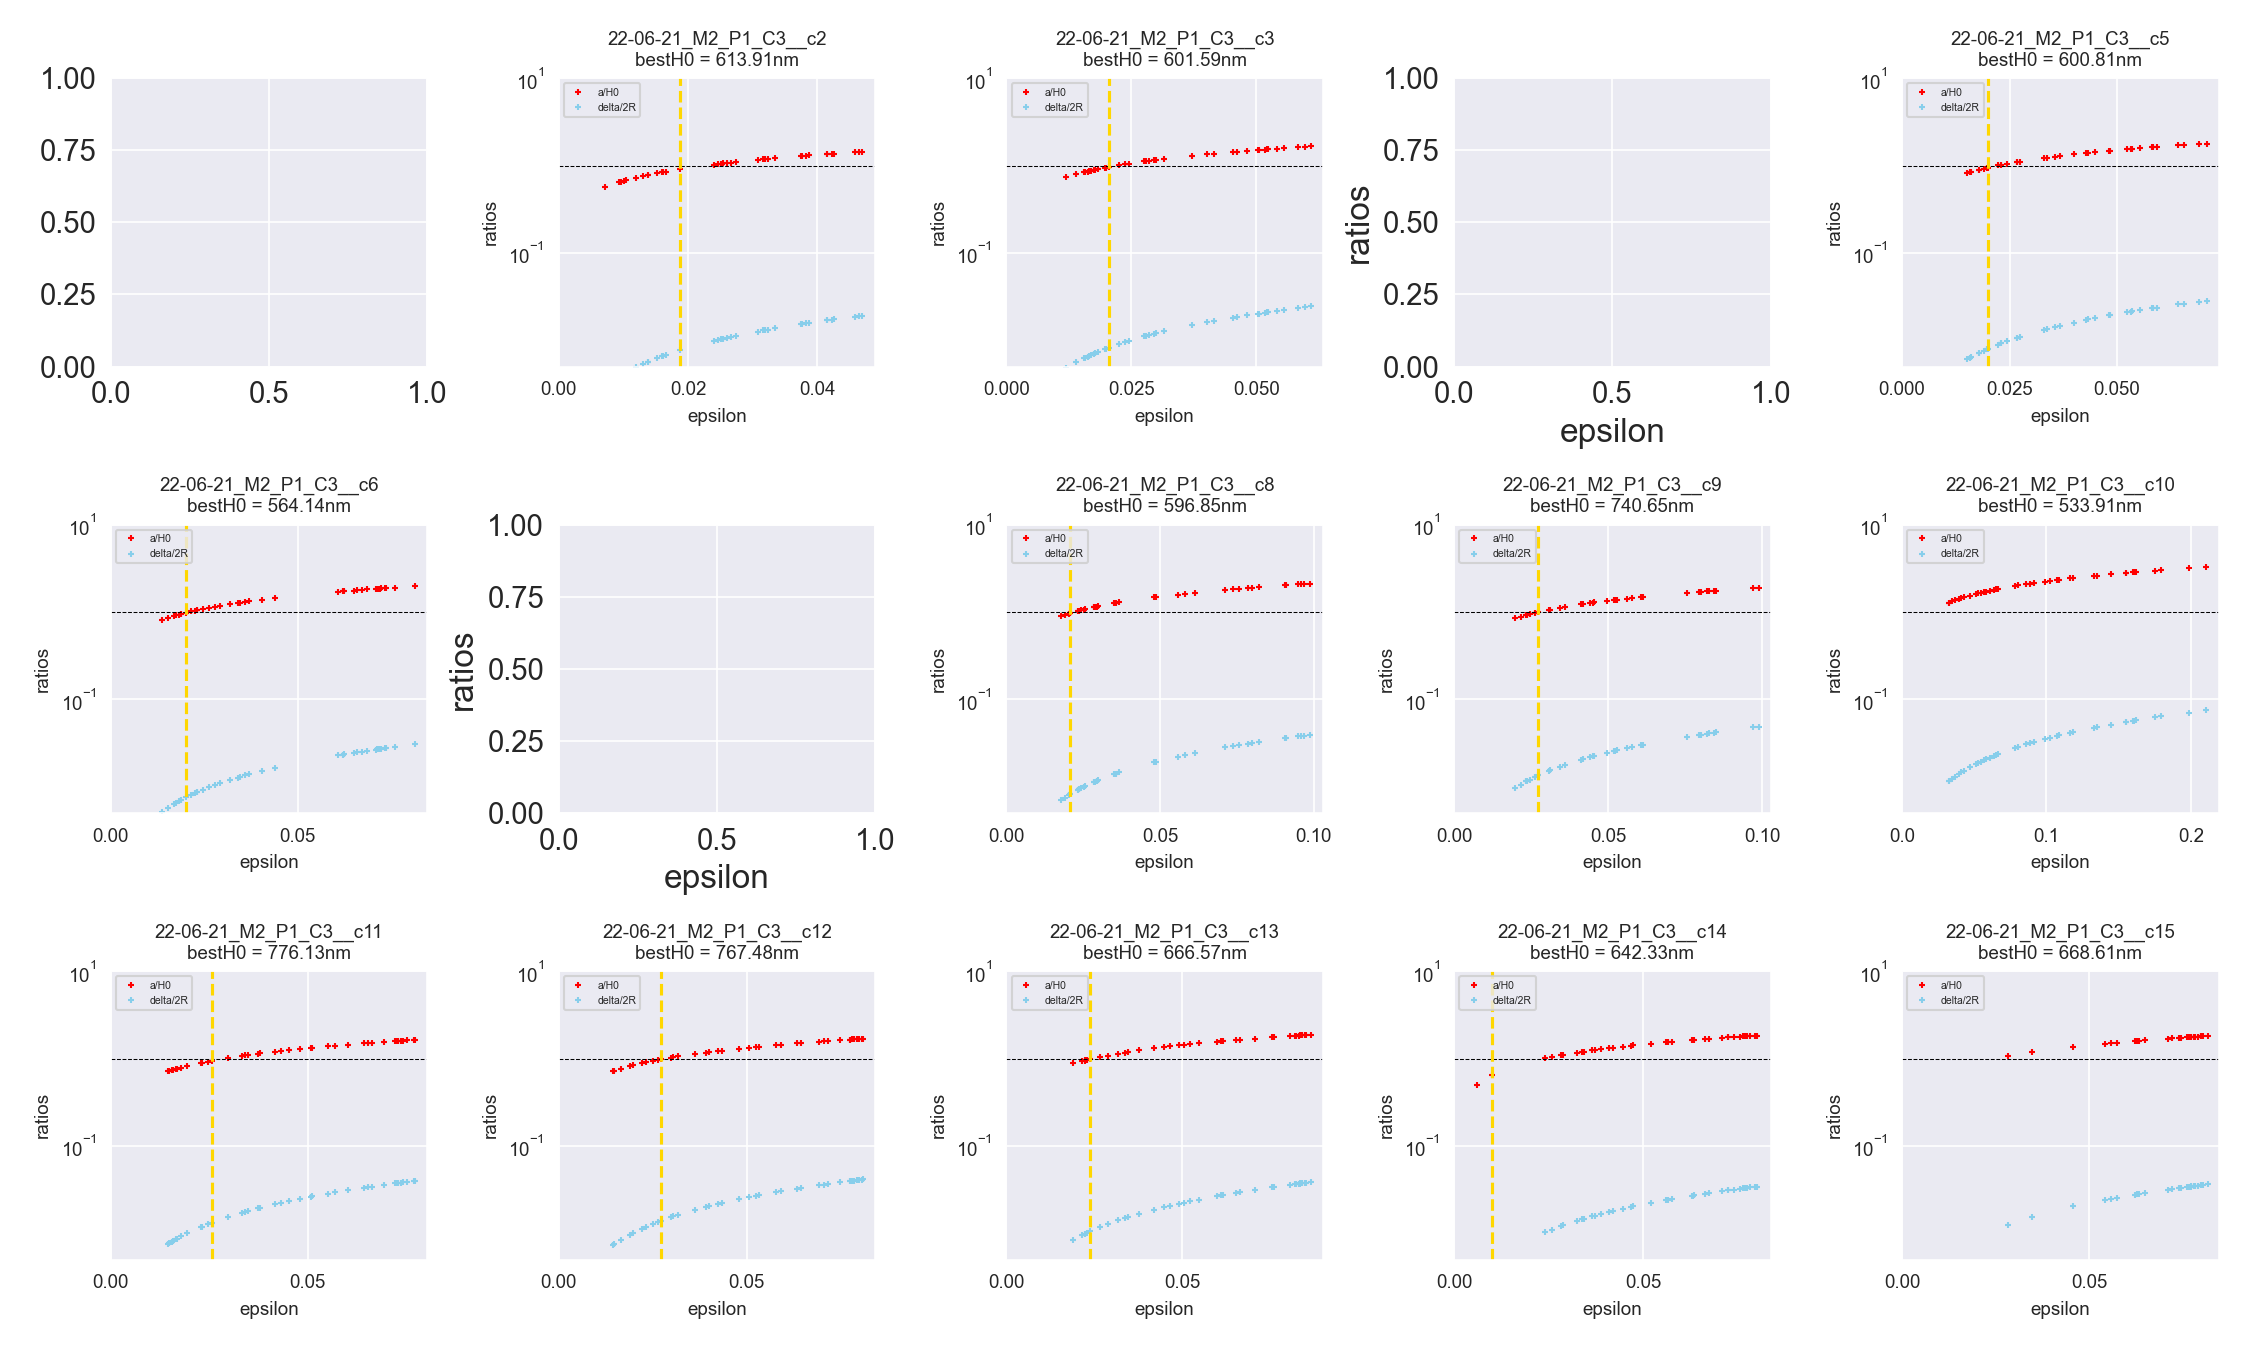 1.00
0.75
0.50
0.25
0.00
0.0 0.5 1.0
22-06-21_M2_P1_C3__c2
bestH0 = 613.91nm
a/H0
delta/2R
10^1
10^−1
ratios
0.00 0.02 0.04
epsilon
22-06-21_M2_P1_C3__c3
bestH0 = 601.59nm
a/H0
delta/2R
10^1
10^−1
ratios
0.000 0.025 0.050
epsilon
1.00
0.75
0.50
0.25
0.00
ratios
0.0 0.5 1.0
epsilon
22-06-21_M2_P1_C3__c5
bestH0 = 600.81nm
a/H0
delta/2R
10^1
10^−1
ratios
0.000 0.025 0.050
epsilon
22-06-21_M2_P1_C3__c6
bestH0 = 564.14nm
a/H0
delta/2R
10^1
10^−1
ratios
0.00 0.05
epsilon
1.00
0.75
0.50
0.25
0.00
ratios
0.0 0.5 1.0
epsilon
22-06-21_M2_P1_C3__c8
bestH0 = 596.85nm
a/H0
delta/2R
10^1
10^−1
ratios
0.00 0.05 0.10
epsilon
22-06-21_M2_P1_C3__c9
bestH0 = 740.65nm
a/H0
delta/2R
10^1
10^−1
ratios
0.00 0.05 0.10
epsilon
22-06-21_M2_P1_C3__c10
bestH0 = 533.91nm
a/H0
delta/2R
10^1
10^−1
ratios
0.0 0.1 0.2
epsilon
22-06-21_M2_P1_C3__c11
bestH0 = 776.13nm
a/H0
delta/2R
10^1
10^−1
ratios
0.00 0.05
epsilon
22-06-21_M2_P1_C3__c12
bestH0 = 767.48nm
a/H0
delta/2R
10^1
10^−1
ratios
0.00 0.05
epsilon
22-06-21_M2_P1_C3__c13
bestH0 = 666.57nm
a/H0
delta/2R
10^1
10^−1
ratios
0.00 0.05
epsilon
22-06-21_M2_P1_C3__c14
bestH0 = 642.33nm
a/H0
delta/2R
10^1
10^−1
ratios
0.00 0.05
epsilon
22-06-21_M2_P1_C3__c15
bestH0 = 668.61nm
a/H0
delta/2R
10^1
10^−1
ratios
0.00 0.05
epsilon